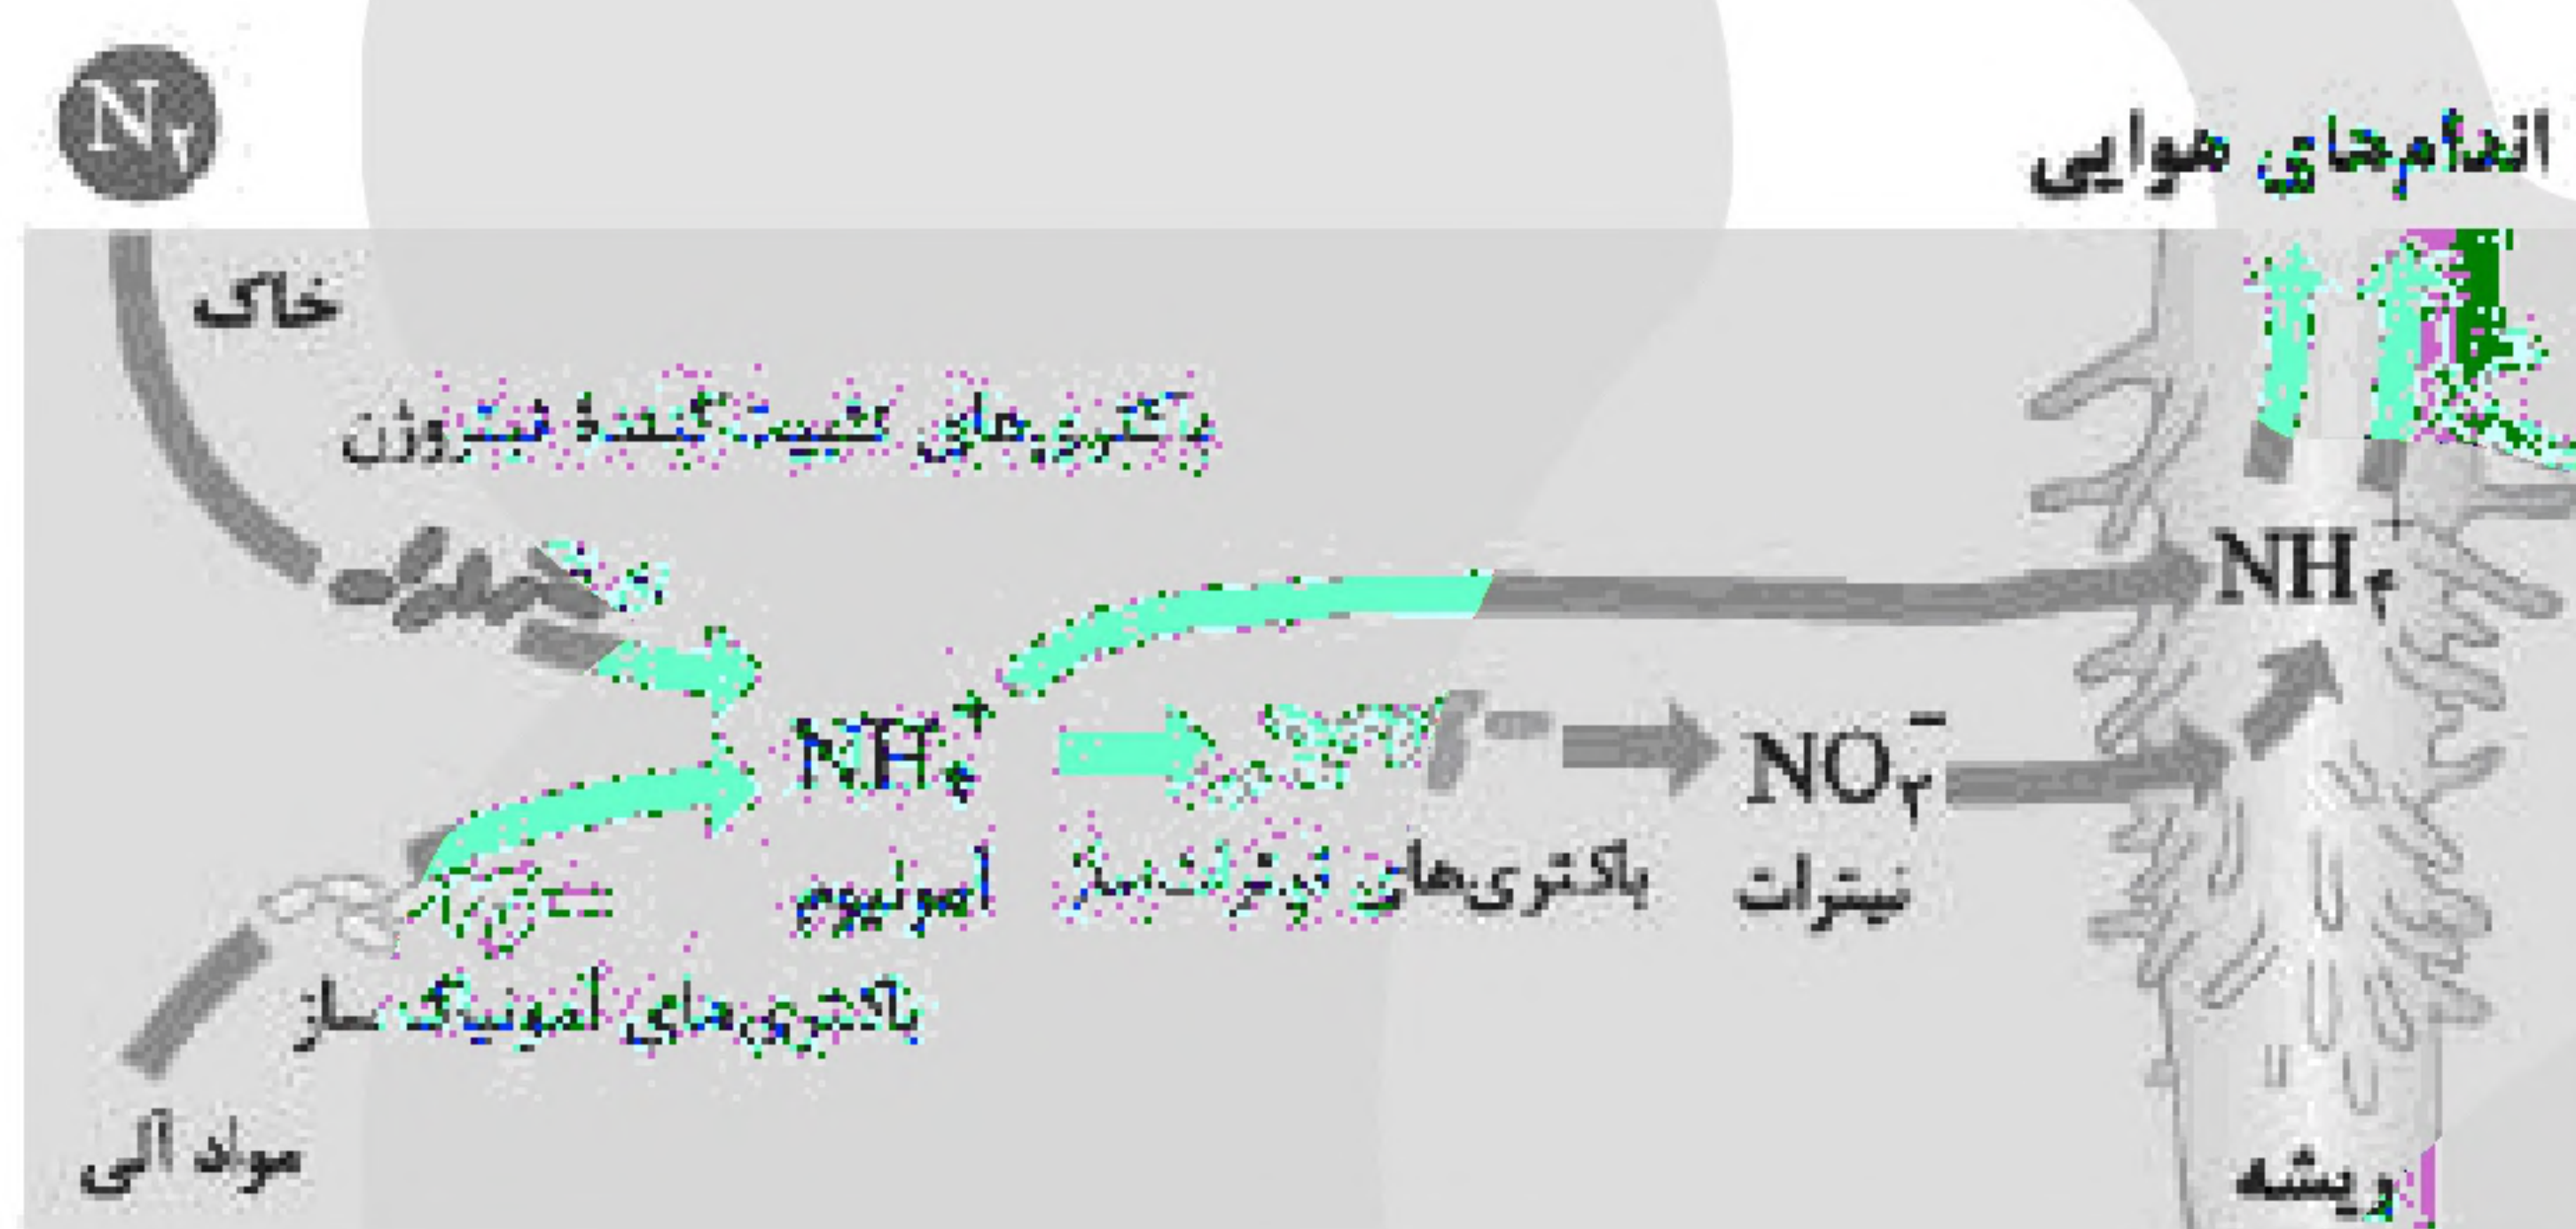 N۲
اندام‌های هوایی
خاک
باکتری‌های تثبیت‌کنندهٔ نیتروژن
NH۴+
NH۴+
NO۳−
آمونیوم
باکتری‌های نیترات‌ساز
نیترات
باکتری‌های آمونیاک‌ساز
مواد آلی
ریشه